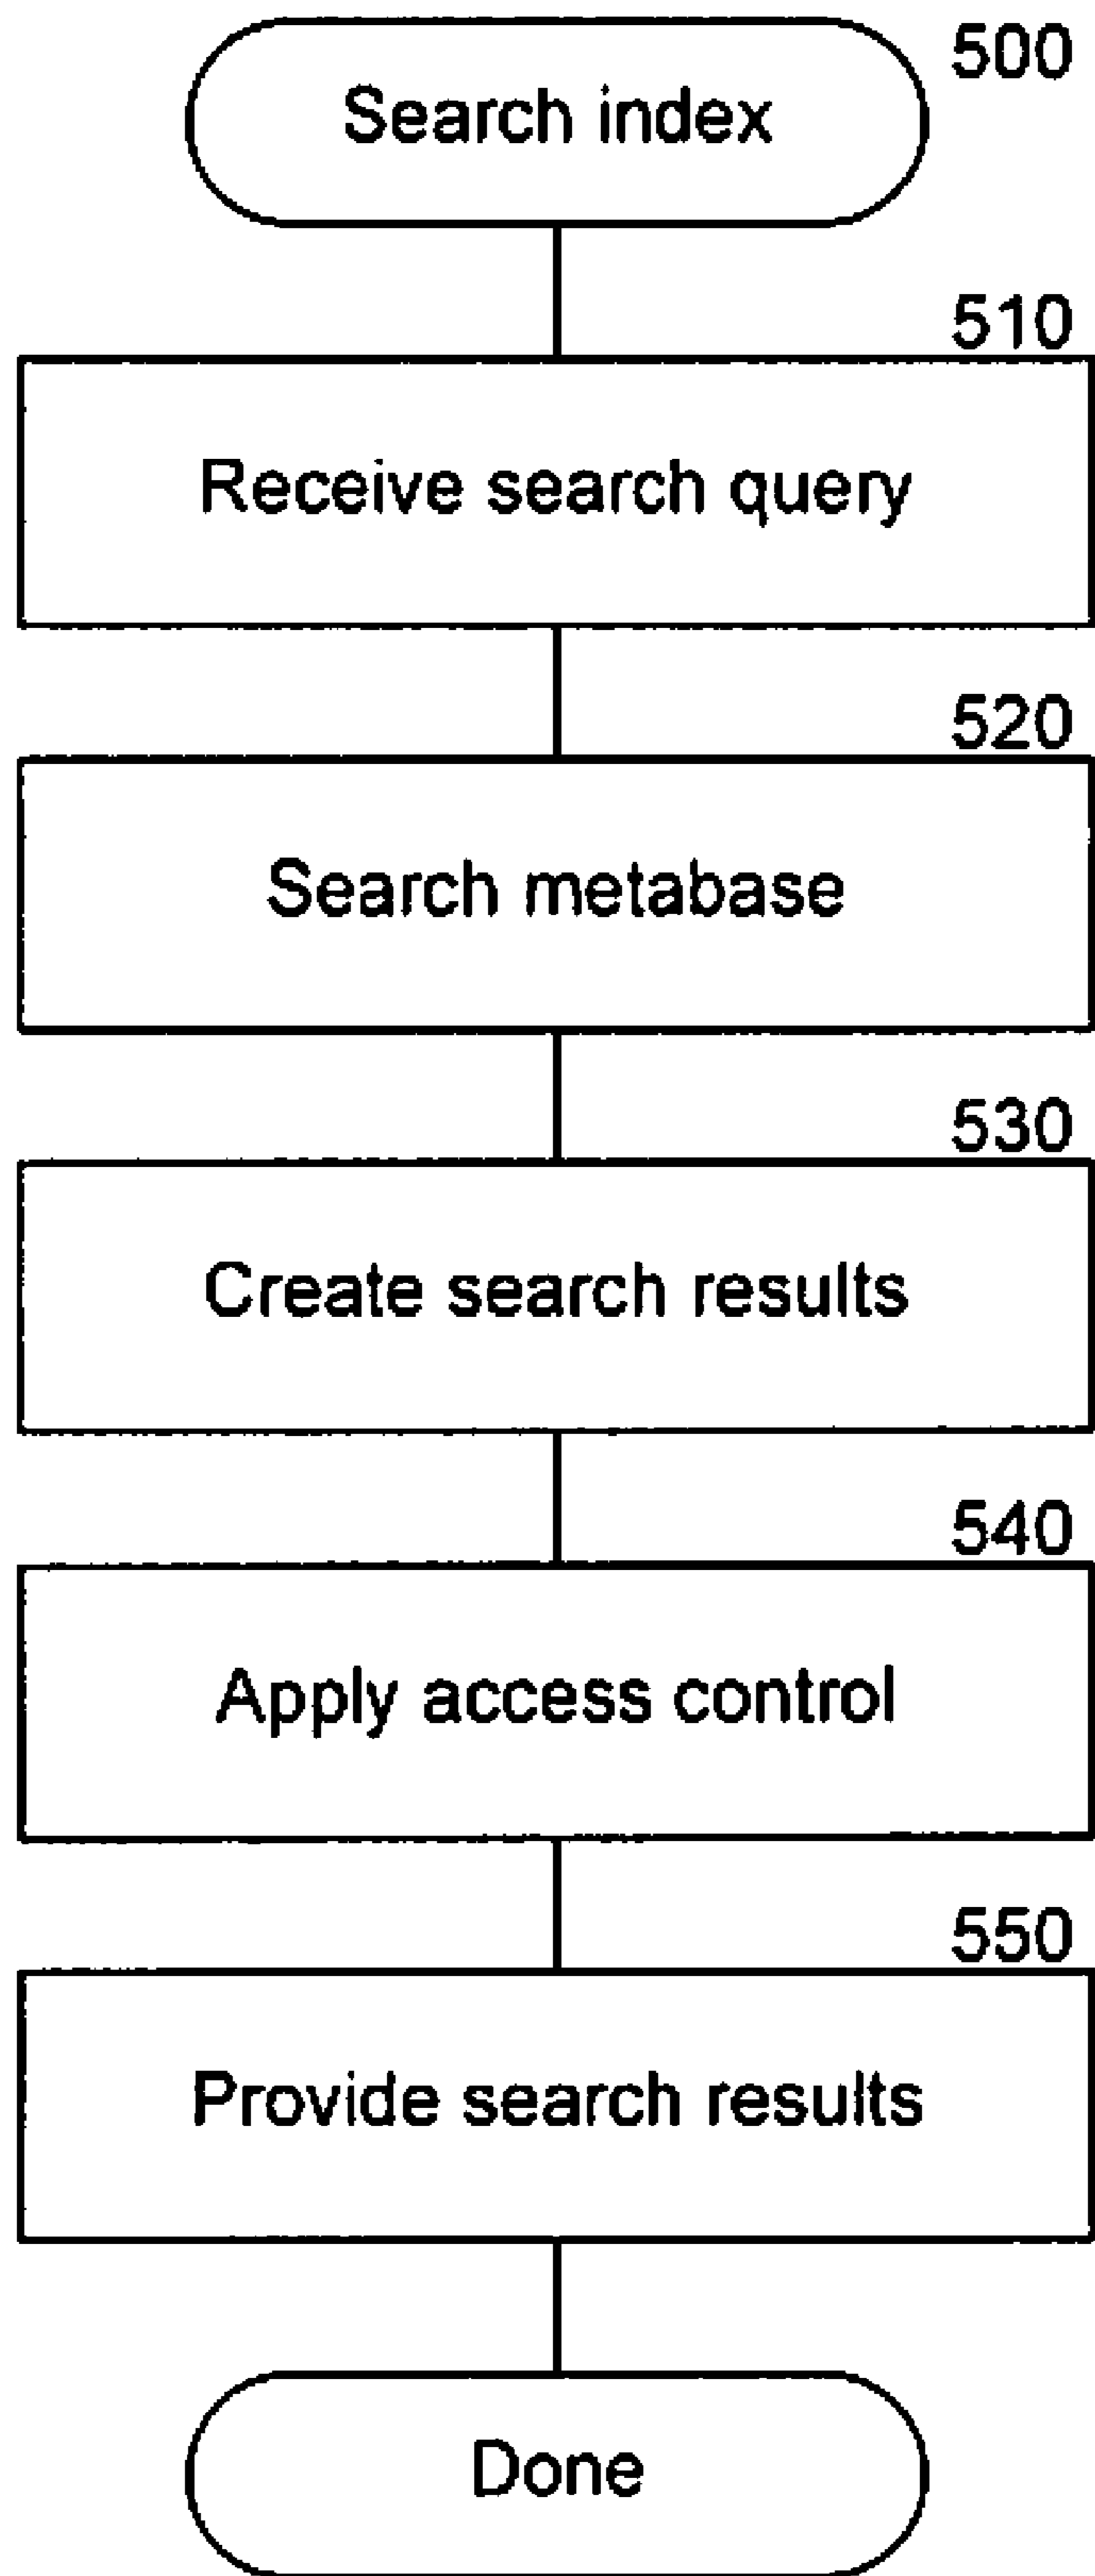 500
Search index
510
Receive search query
520
Search metabase
530
Create search results
540
Apply access control
550
Provide search results
Done